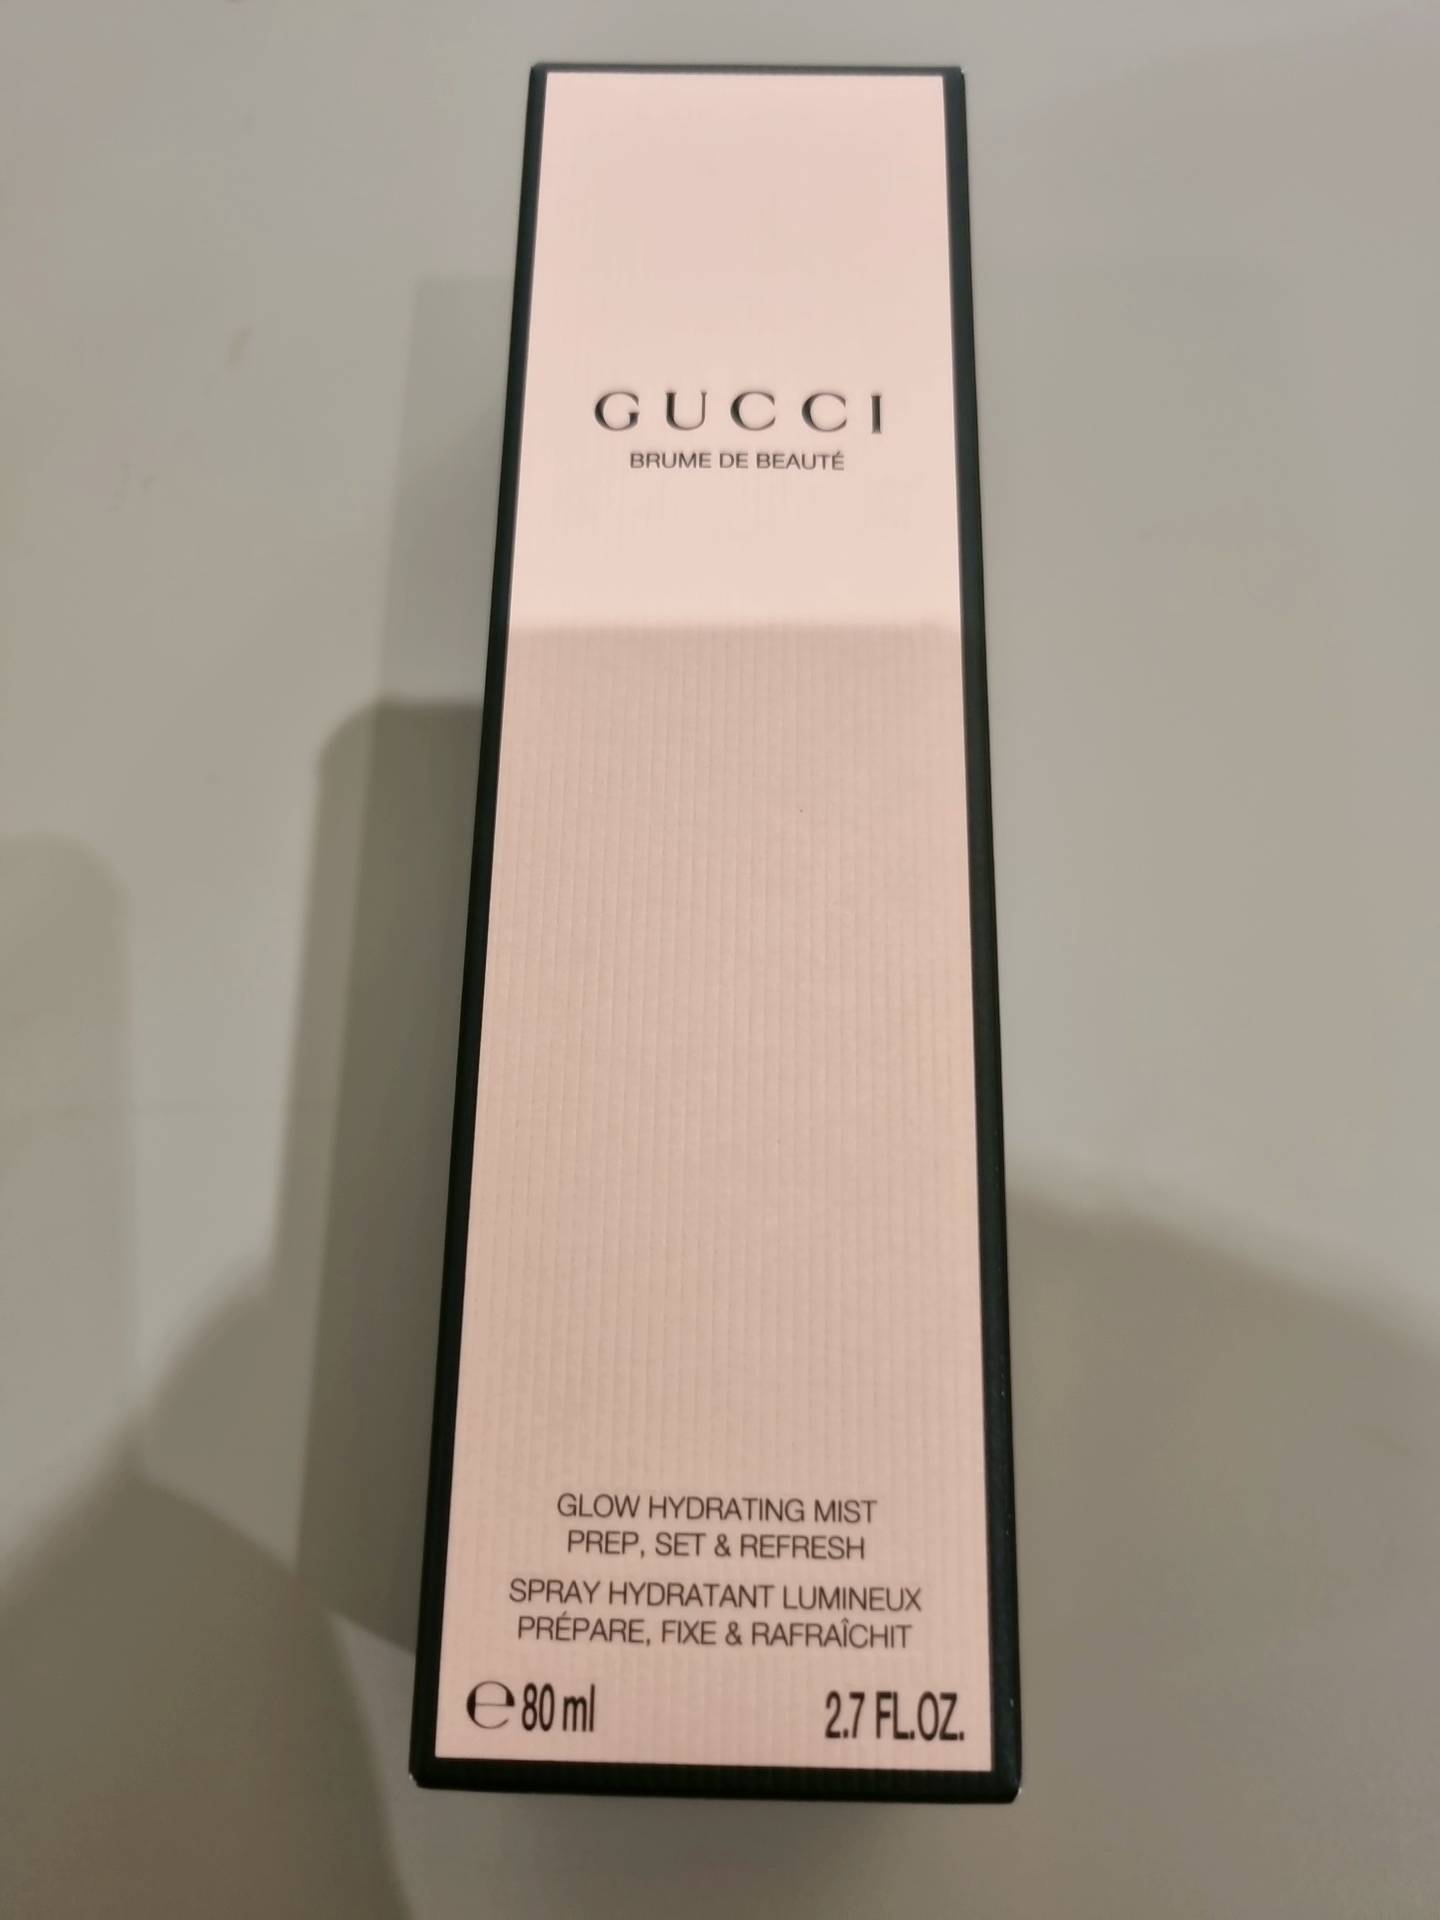 GUCCI
BRUME DE BEAUTÉ
GLOW HYDRATING MIST
PREP, SET & REFRESH
SPRAY HYDRATANT LUMINEUX
PRÉPARE, FIXE & RAFRAÎCHIT
℮ 80 ml 2.7 FL.OZ.